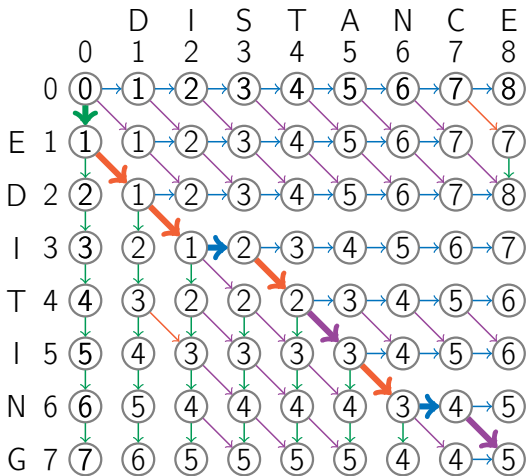 D I S T A N C E
0 1 2 3 4 5 6 7 8
0 0 1 2 3 4 5 6 7 8
E 1 1 1 2 3 4 5 6 7 7
D 2 2 1 2 3 4 5 6 7 8
I 3 3 2 1 2 3 4 5 6 7
T 4 4 3 2 2 2 3 4 5 6
I 5 5 4 3 3 3 3 4 5 6
N 6 6 5 4 4 4 4 3 4 5
G 7 7 6 5 5 5 5 4 4 5